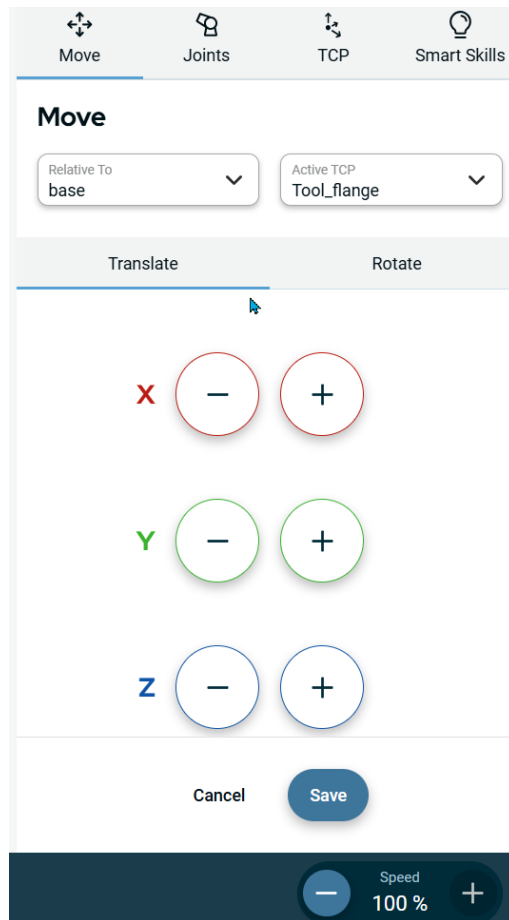 Move Joints TCP Smart Skills
Move
Relative To Active TCP
base Tool_flange
Translate Rotate
X − +
Y − +
Z − +
Cancel Save
Speed
− 100 % +